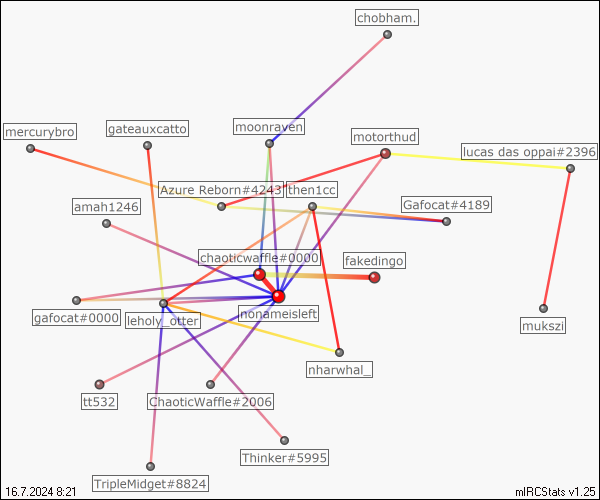 chobham.
mercurybro
gateauxcatto
moonraven
motorthud
lucas das oppai#2396
Azure Reborn#4243
then1cc
amah1246
Gafocat#4189
chaoticwaffle#0000
fakedingo
gafocat#0000
leholy_otter
nonameisleft
mukszi
nharwhal_
tt532
ChaoticWaffle#2006
Thinker#5995
TripleMidget#8824
16.7.2024 8:21
mIRCStats v1.25